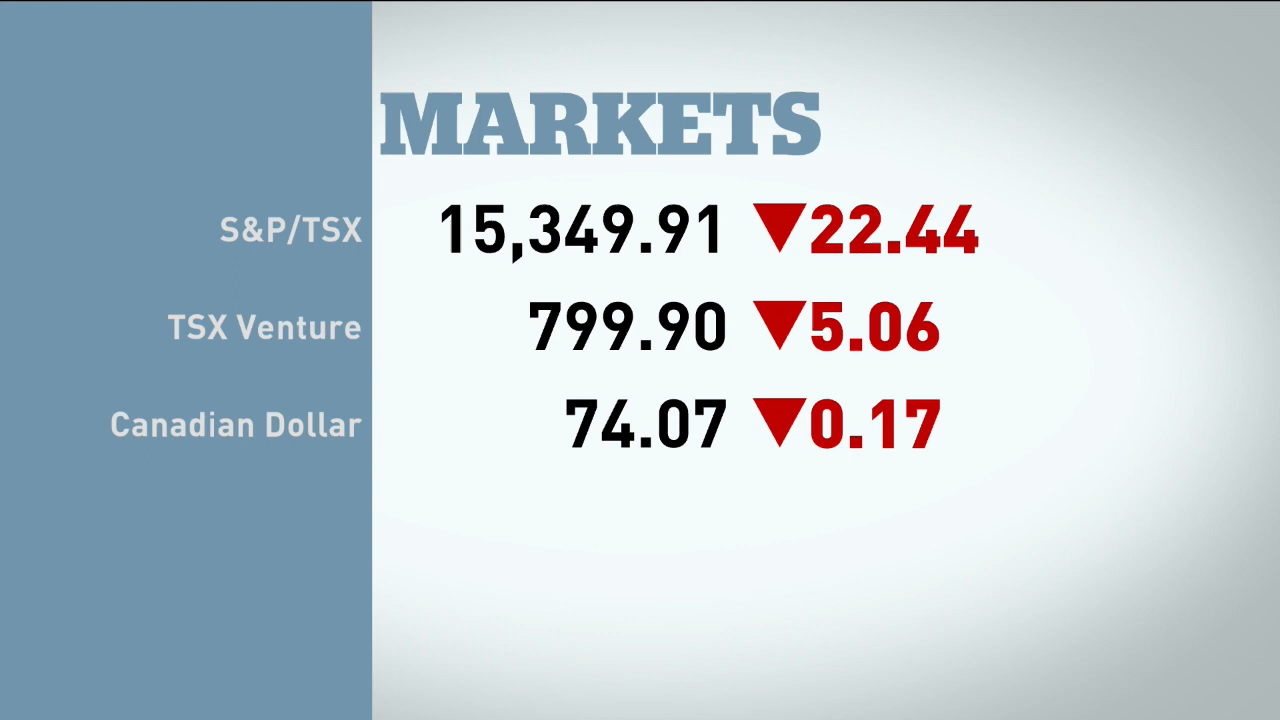 MARKETS
S&P/TSX 15,349.91 ▼22.44
TSX Venture 799.90 ▼5.06
Canadian Dollar 74.07 ▼0.17